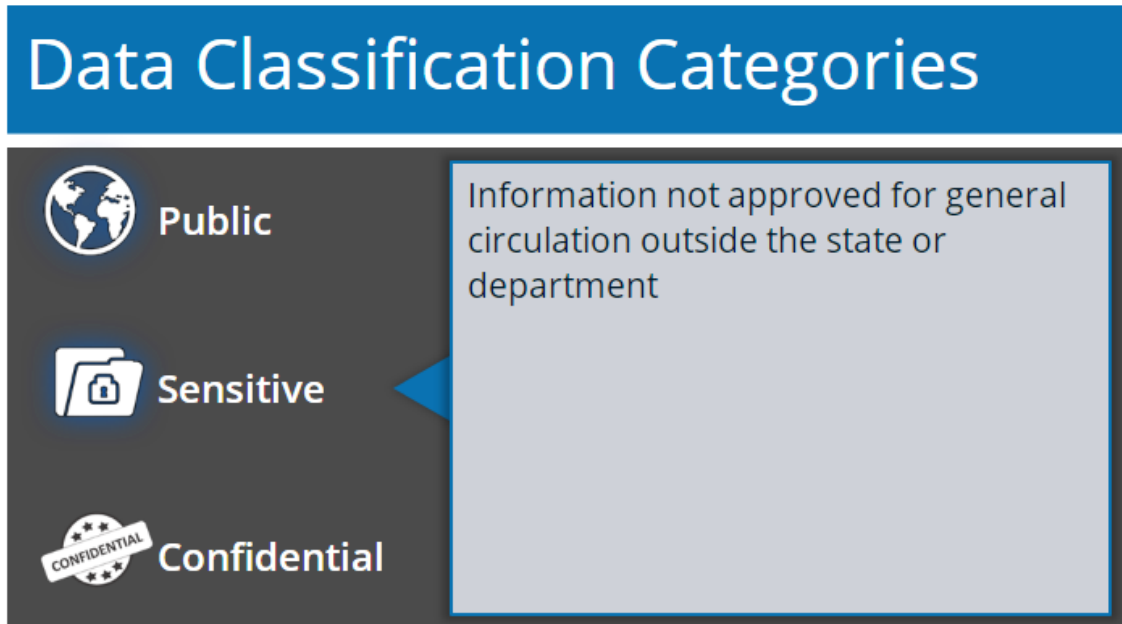 Data Classification Categories
Public
Information not approved for general
circulation outside the state or
department
Sensitive
CONFIDENTIAL
Confidential